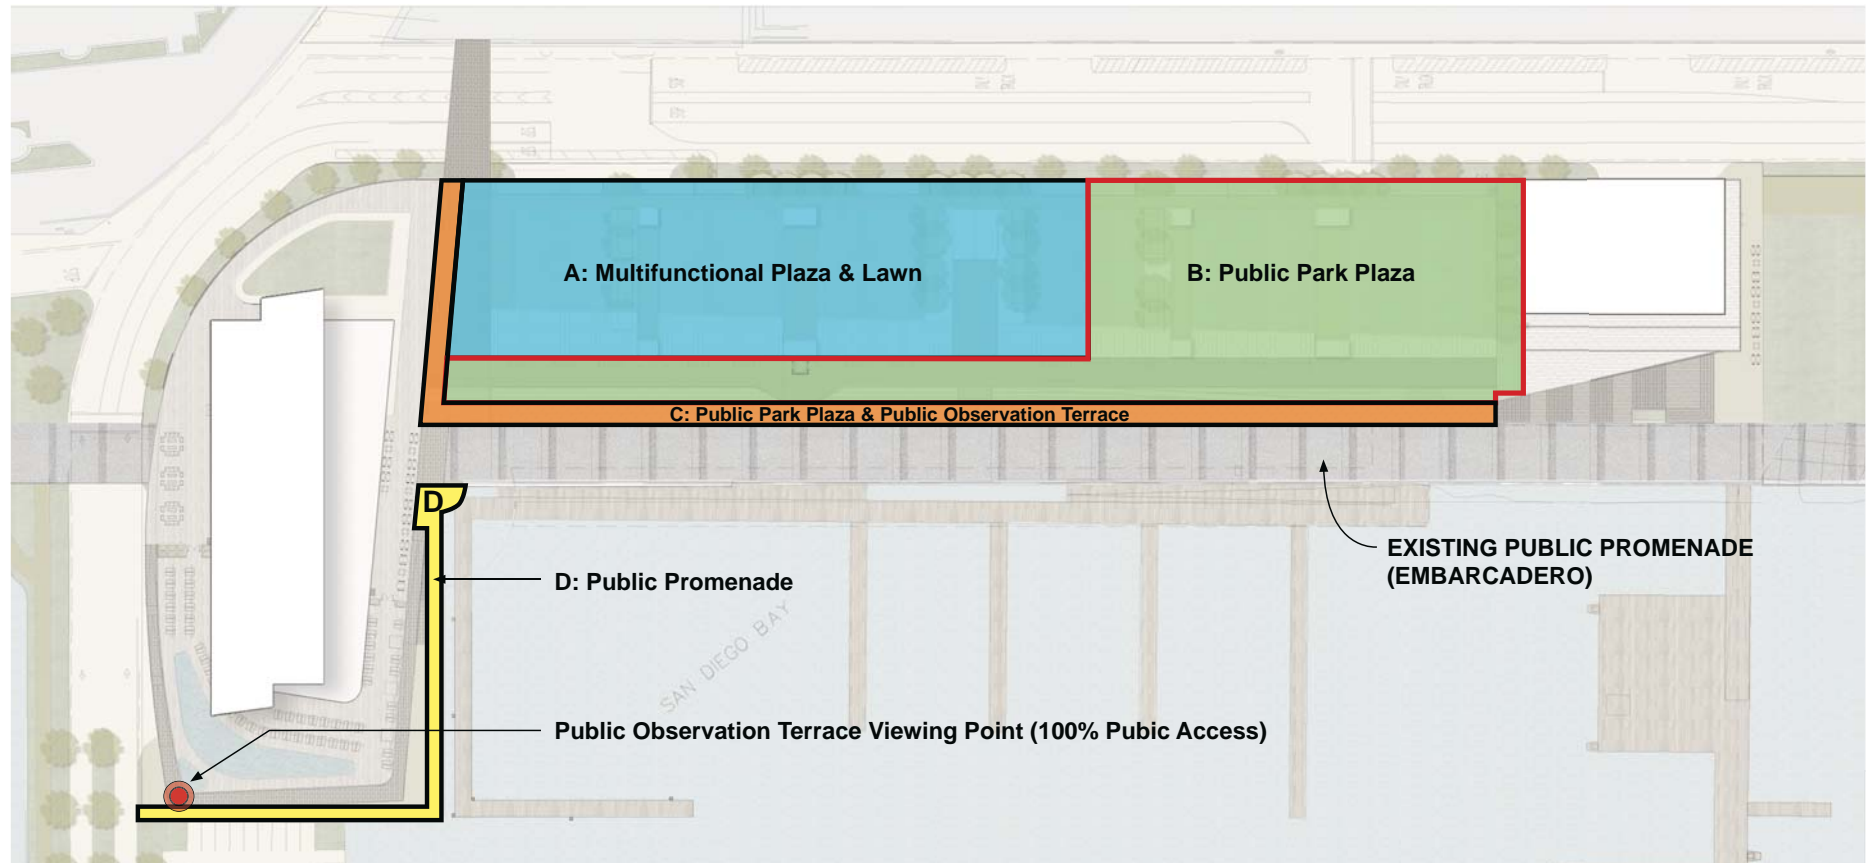 A: Multifunctional Plaza & Lawn
B: Public Park Plaza
C: Public Park Plaza & Public Observation Terrace
D
EXISTING PUBLIC PROMENADE
(EMBARCADERO)
D: Public Promenade
SAN DIEGO BAY
Public Observation Terrace Viewing Point (100% Pubic Access)